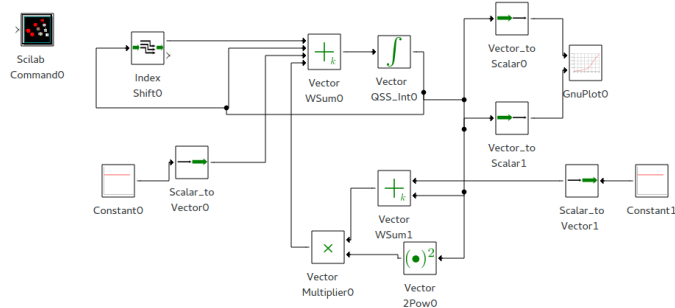 Scilab
Command0
Index
Shift0
+k
Vector
WSum0
∫
Vector
QSS_Int0
Vector_to
Scalar0
GnuPlot0
Vector_to
Scalar1
Constant0
Scalar_to
Vector0
+k
Vector
WSum1
Scalar_to
Vector1
Constant1
×
Vector
Multiplier0
(•)2
Vector
2Pow0